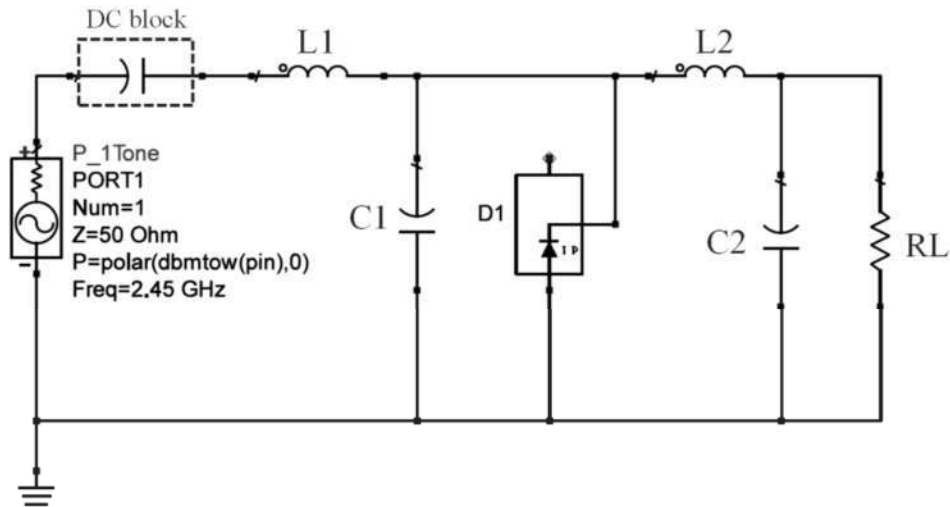 DC block
L1
L2
P_1Tone
PORT1
Num=1
Z=50 Ohm
P=polar(dbmtow(pin),0)
Freq=2.45 GHz
C1
D1
C2
RL